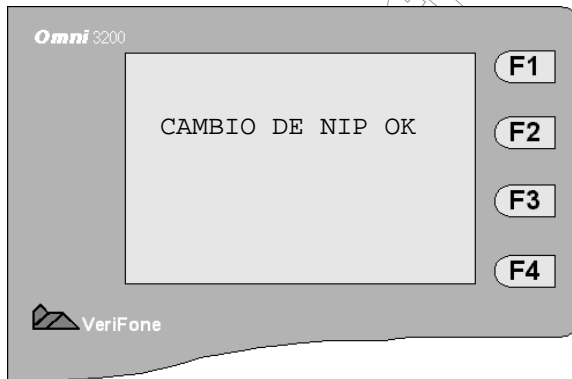 Omni 3200
F1
CAMBIO DE NIP OK
F2
F3
F4
VeriFone